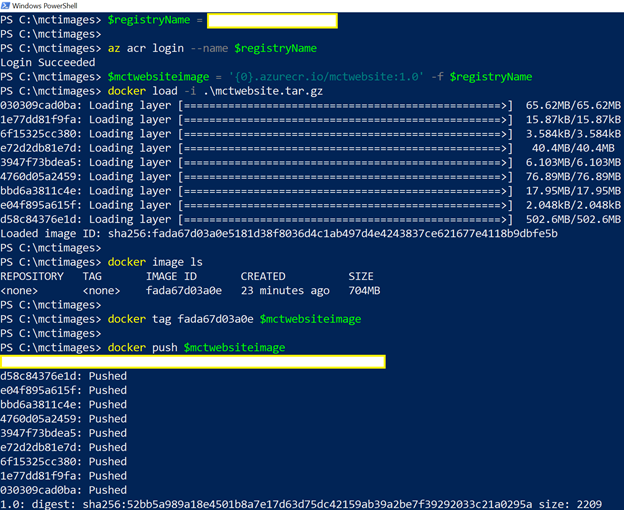 Windows PowerShell
PS C:\mctimages> $registryName =
PS C:\mctimages>
PS C:\mctimages> az acr login --name $registryName
Login Succeeded
PS C:\mctimages> $mctwebsiteimage = '{0}.azurecr.io/mctwebsite:1.0' -f $registryName
PS C:\mctimages> docker load -i .\mctwebsite.tar.gz
030309cad0ba: Loading layer [==================================================>]  65.62MB/65.62MB
1e77dd81f9fa: Loading layer [==================================================>]  15.87kB/15.87kB
6f15325cc380: Loading layer [==================================================>]  3.584kB/3.584kB
e72d2db81e7d: Loading layer [==================================================>]   40.4MB/40.4MB
3947f73bdea5: Loading layer [==================================================>]  6.103MB/6.103MB
4760d05a2459: Loading layer [==================================================>]  76.89MB/76.89MB
bbd6a3811c4e: Loading layer [==================================================>]  17.95MB/17.95MB
e04f895a615f: Loading layer [==================================================>]  2.048kB/2.048kB
d58c84376e1d: Loading layer [==================================================>]  502.6MB/502.6MB
Loaded image ID: sha256:fada67d03a0e5181d38f8036d4c1ab497d4e4243837ce621677e4118b9dbfe5b
PS C:\mctimages>
PS C:\mctimages> docker image ls
REPOSITORY   TAG       IMAGE ID       CREATED          SIZE
<none>       <none>    fada67d03a0e   23 minutes ago   704MB
PS C:\mctimages>
PS C:\mctimages> docker tag fada67d03a0e $mctwebsiteimage
PS C:\mctimages>
PS C:\mctimages> docker push $mctwebsiteimage
d58c84376e1d: Pushed
e04f895a615f: Pushed
bbd6a3811c4e: Pushed
4760d05a2459: Pushed
3947f73bdea5: Pushed
e72d2db81e7d: Pushed
6f15325cc380: Pushed
1e77dd81f9fa: Pushed
030309cad0ba: Pushed
1.0: digest: sha256:52bb5a989a18e4501b8a7e17d63d75dc42159ab39a2be7f39292033c21a0295a size: 2209